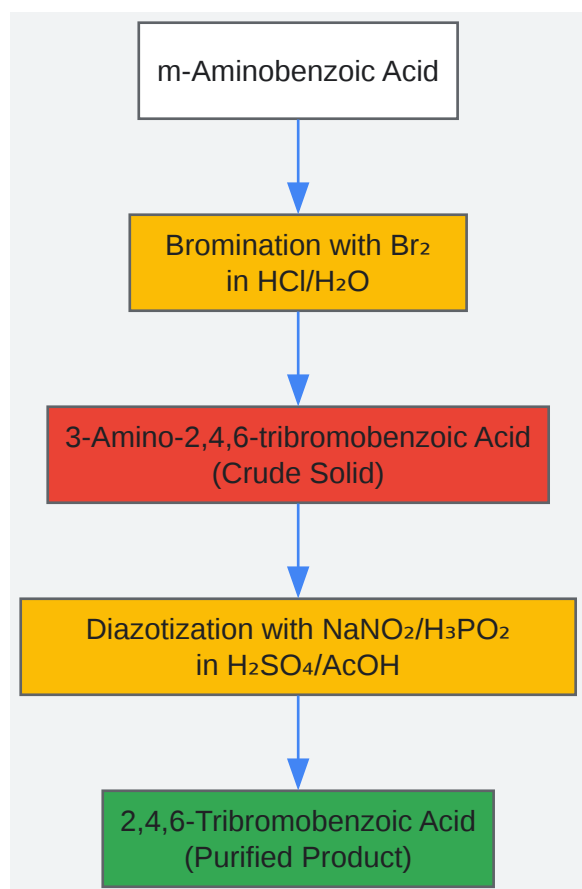 m-Aminobenzoic Acid
Bromination with Br₂
in HCl/H₂O
3-Amino-2,4,6-tribromobenzoic Acid
(Crude Solid)
Diazotization with NaNO₂/H₃PO₂
in H₂SO₄/AcOH
2,4,6-Tribromobenzoic Acid
(Purified Product)